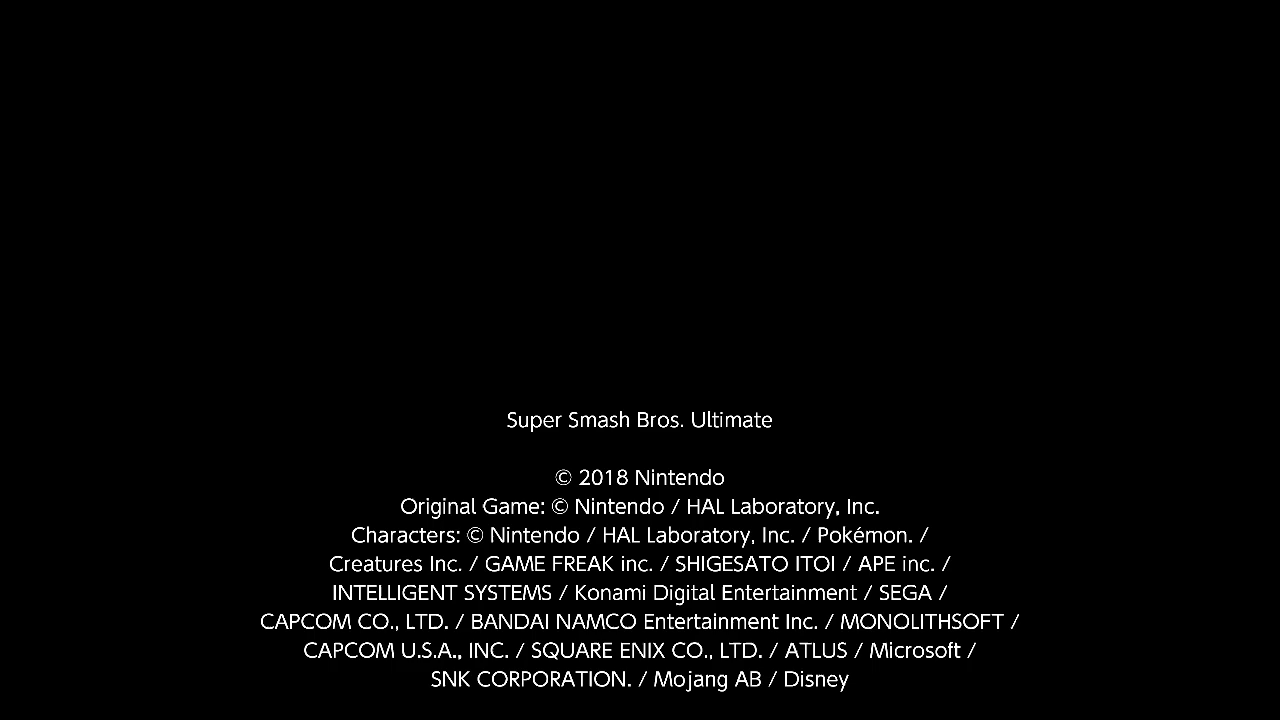 Super Smash Bros. Ultimate
© 2018 Nintendo
Original Game: © Nintendo / HAL Laboratory, Inc.
Characters: © Nintendo / HAL Laboratory, Inc. / Pokémon. /
Creatures Inc. / GAME FREAK inc. / SHIGESATO ITOI / APE inc. /
INTELLIGENT SYSTEMS / Konami Digital Entertainment / SEGA /
CAPCOM CO., LTD. / BANDAI NAMCO Entertainment Inc. / MONOLITHSOFT /
CAPCOM U.S.A., INC. / SQUARE ENIX CO., LTD. / ATLUS / Microsoft /
SNK CORPORATION. / Mojang AB / Disney